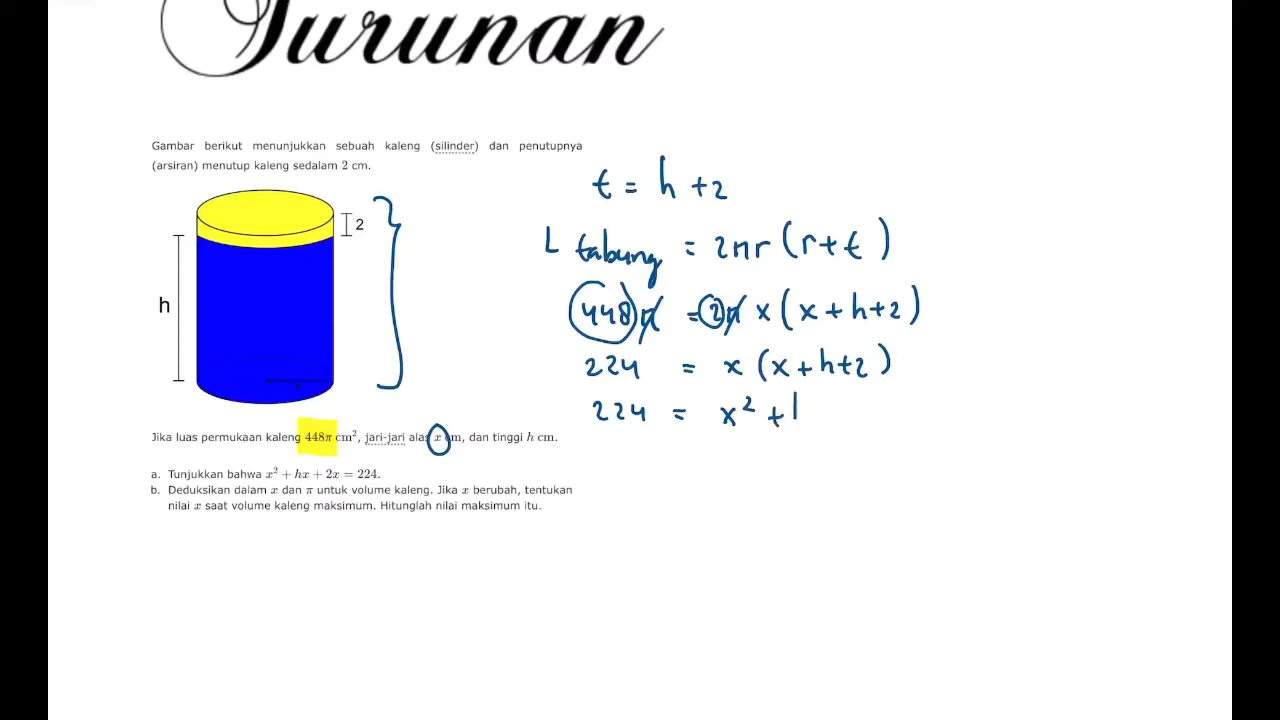 Turunan
Gambar berikut menunjukkan sebuah kaleng (silinder) dan penutupnya
(arsiran) menutup kaleng sedalam 2 cm.
2
h
x
Jika luas permukaan kaleng 448π cm², jari-jari alas x cm, dan tinggi h cm.
a. Tunjukkan bahwa x² + hx + 2x = 224.
b. Deduksikan dalam x dan π untuk volume kaleng. Jika x berubah, tentukan
nilai x saat volume kaleng maksimum. Hitunglah nilai maksimum itu.
t = h + 2
L tabung = 2πr (r + t)
448π = 2π x (x + h + 2)
224 = x (x + h + 2)
224 = x² + l